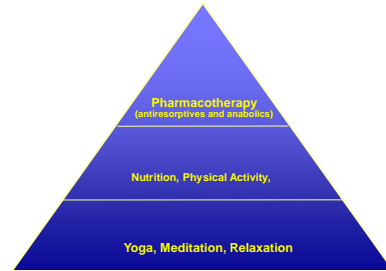 Pharmacotherapy
(antiresorptives and anabolics)
Nutrition, Physical Activity,
Yoga, Meditation, Relaxation